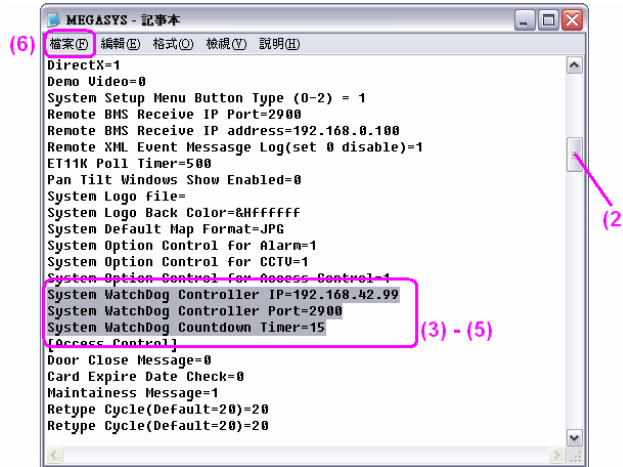 MEGASYS - 記事本
(6)
檔案(F) 編輯(E) 格式(O) 檢視(V) 說明(H)
DirectX=1
Demo Video=0
System Setup Menu Button Type (0-2) = 1
Remote BMS Receive IP Port=2900
Remote BMS Receive IP address=192.168.0.100
Remote XML Event Messasge Log(set 0 disable)=1
ET11K Poll Timer=500
Pan Tilt Windows Show Enabled=0
System Logo file=
System Logo Back Color=&Hffffff
(2
System Default Map Format=JPG
System Option Control for Alarm=1
System Option Control for CCTV=1
System Option Control for Access Control=1
System WatchDog Controller IP=192.168.42.99
System WatchDog Controller Port=2900
System WatchDog Countdown Timer=15
(3) - (5)
[Access Control]
Door Close Message=0
Card Expire Date Check=0
Maintainess Message=1
Retype Cycle(Default=20)=20
Retype Cycle(Default=20)=20